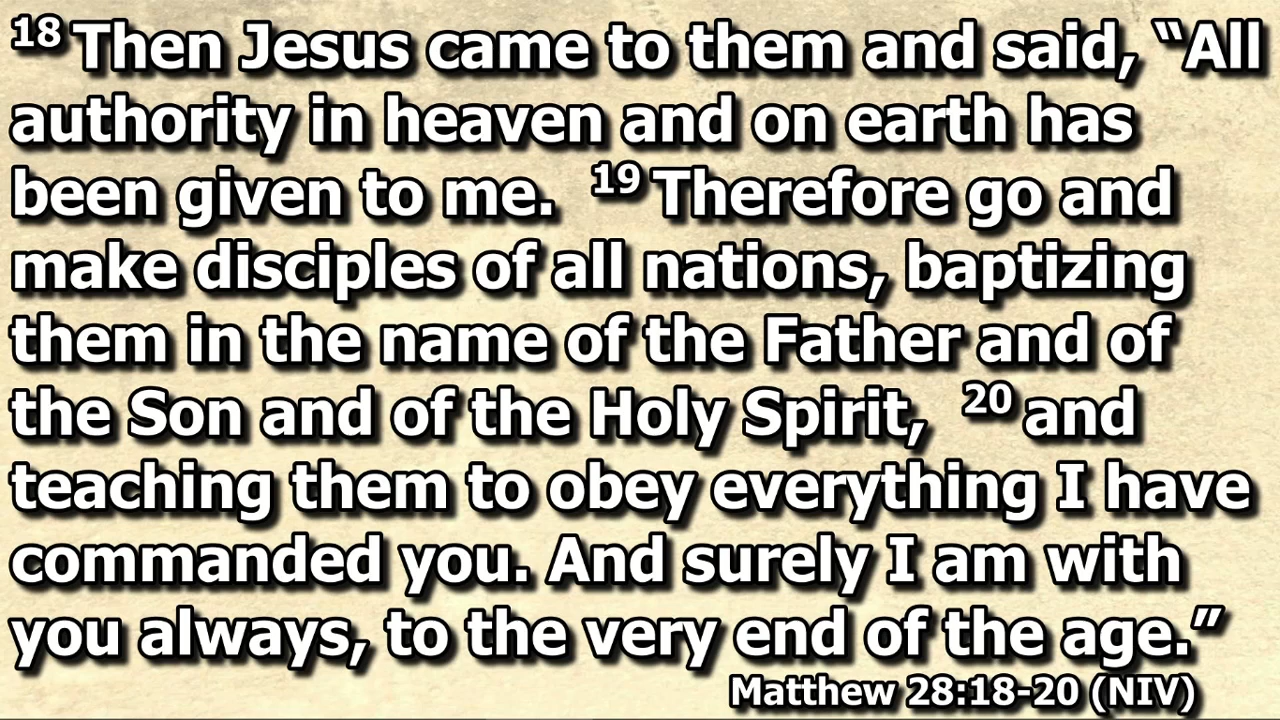 18 Then Jesus came to them and said, “All
authority in heaven and on earth has
been given to me. 19 Therefore go and
make disciples of all nations, baptizing
them in the name of the Father and of
the Son and of the Holy Spirit, 20 and
teaching them to obey everything I have
commanded you. And surely I am with
you always, to the very end of the age.”
Matthew 28:18-20 (NIV)